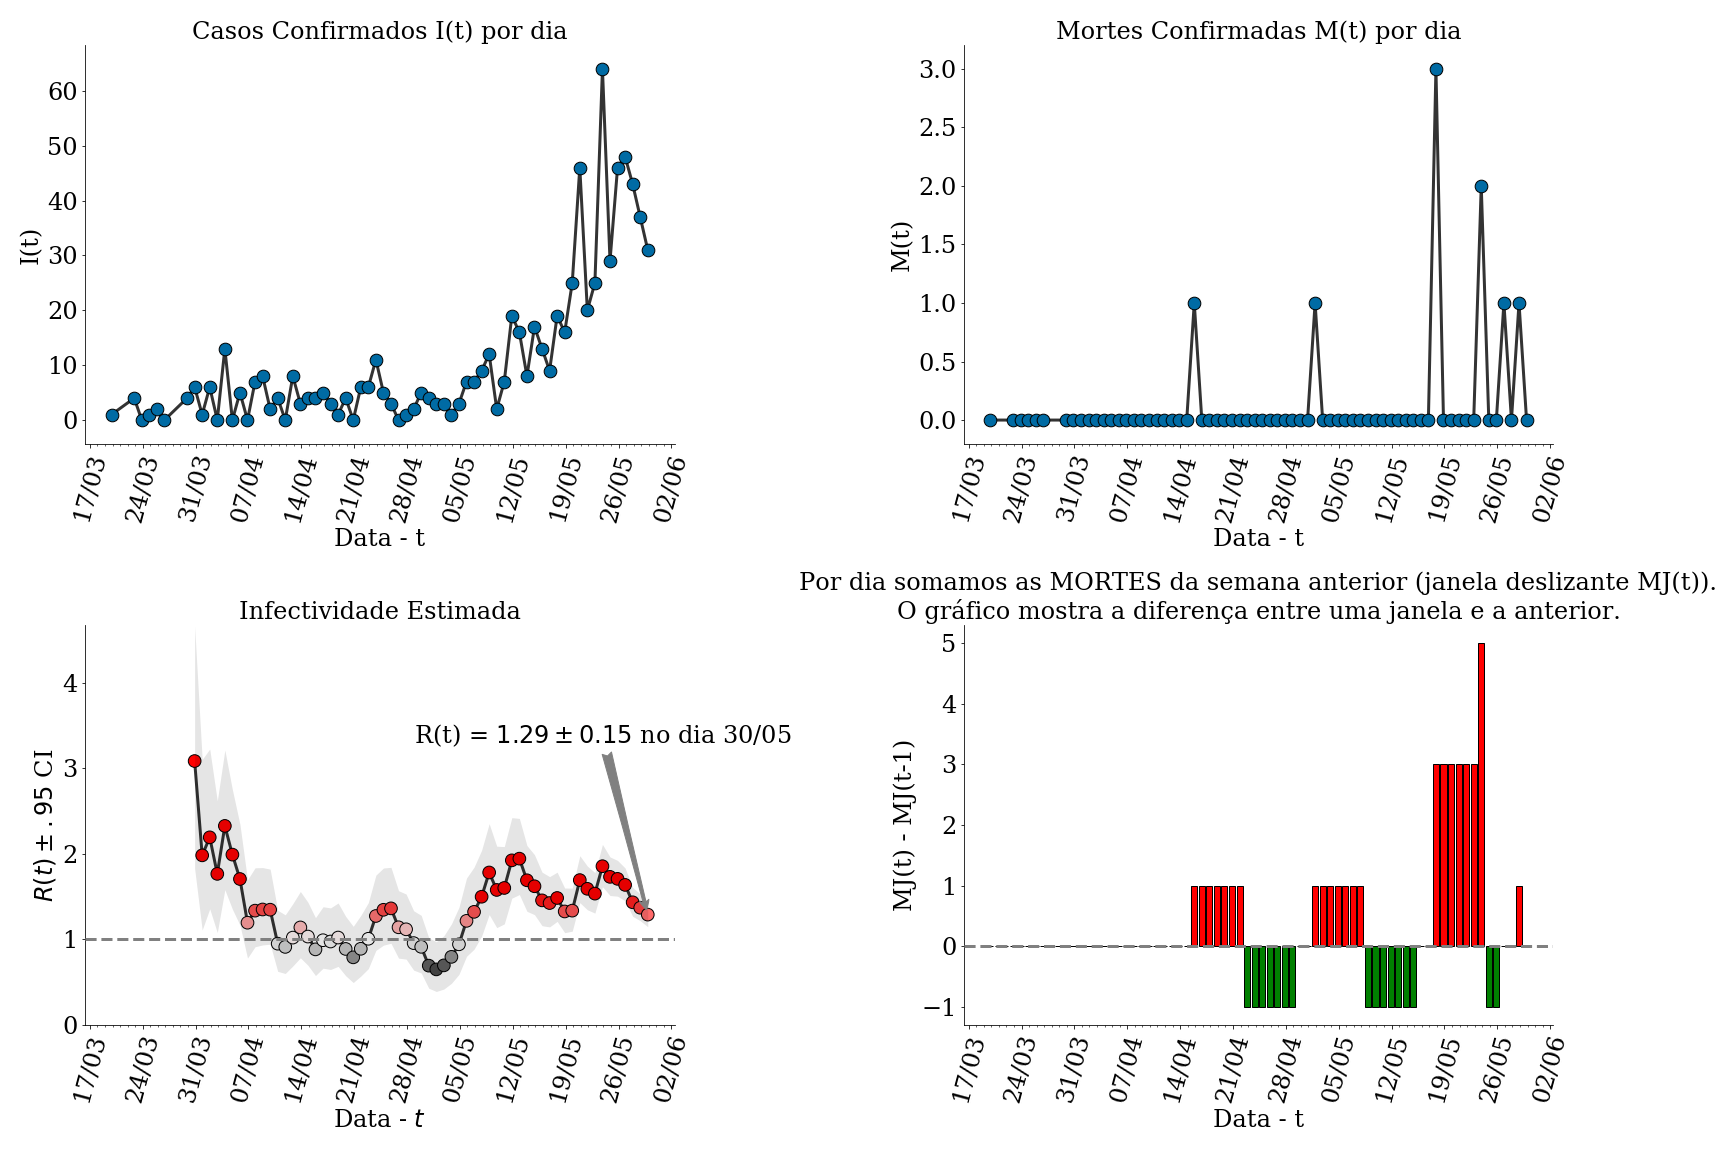 Casos Confirmados I(t) por dia
I(t)
60
50
40
30
20
10
0
17/03 24/03 31/03 07/04 14/04 21/04 28/04 05/05 12/05 19/05 26/05 02/06
Data - t
Mortes Confirmadas M(t) por dia
M(t)
3.0
2.5
2.0
1.5
1.0
0.5
0.0
17/03 24/03 31/03 07/04 14/04 21/04 28/04 05/05 12/05 19/05 26/05 02/06
Data - t
Infectividade Estimada
R(t) ± .95 CI
4
3
2
1
0
R(t) = 1.29 ± 0.15 no dia 30/05
17/03 24/03 31/03 07/04 14/04 21/04 28/04 05/05 12/05 19/05 26/05 02/06
Data - t
Por dia somamos as MORTES da semana anterior (janela deslizante MJ(t)).
O gráfico mostra a diferença entre uma janela e a anterior.
MJ(t) - MJ(t-1)
5
4
3
2
1
0
−1
17/03 24/03 31/03 07/04 14/04 21/04 28/04 05/05 12/05 19/05 26/05 02/06
Data - t